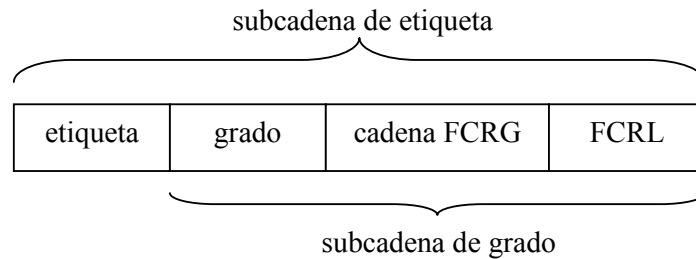 subcadena de etiqueta
etiqueta grado cadena FCRG FCRL
subcadena de grado